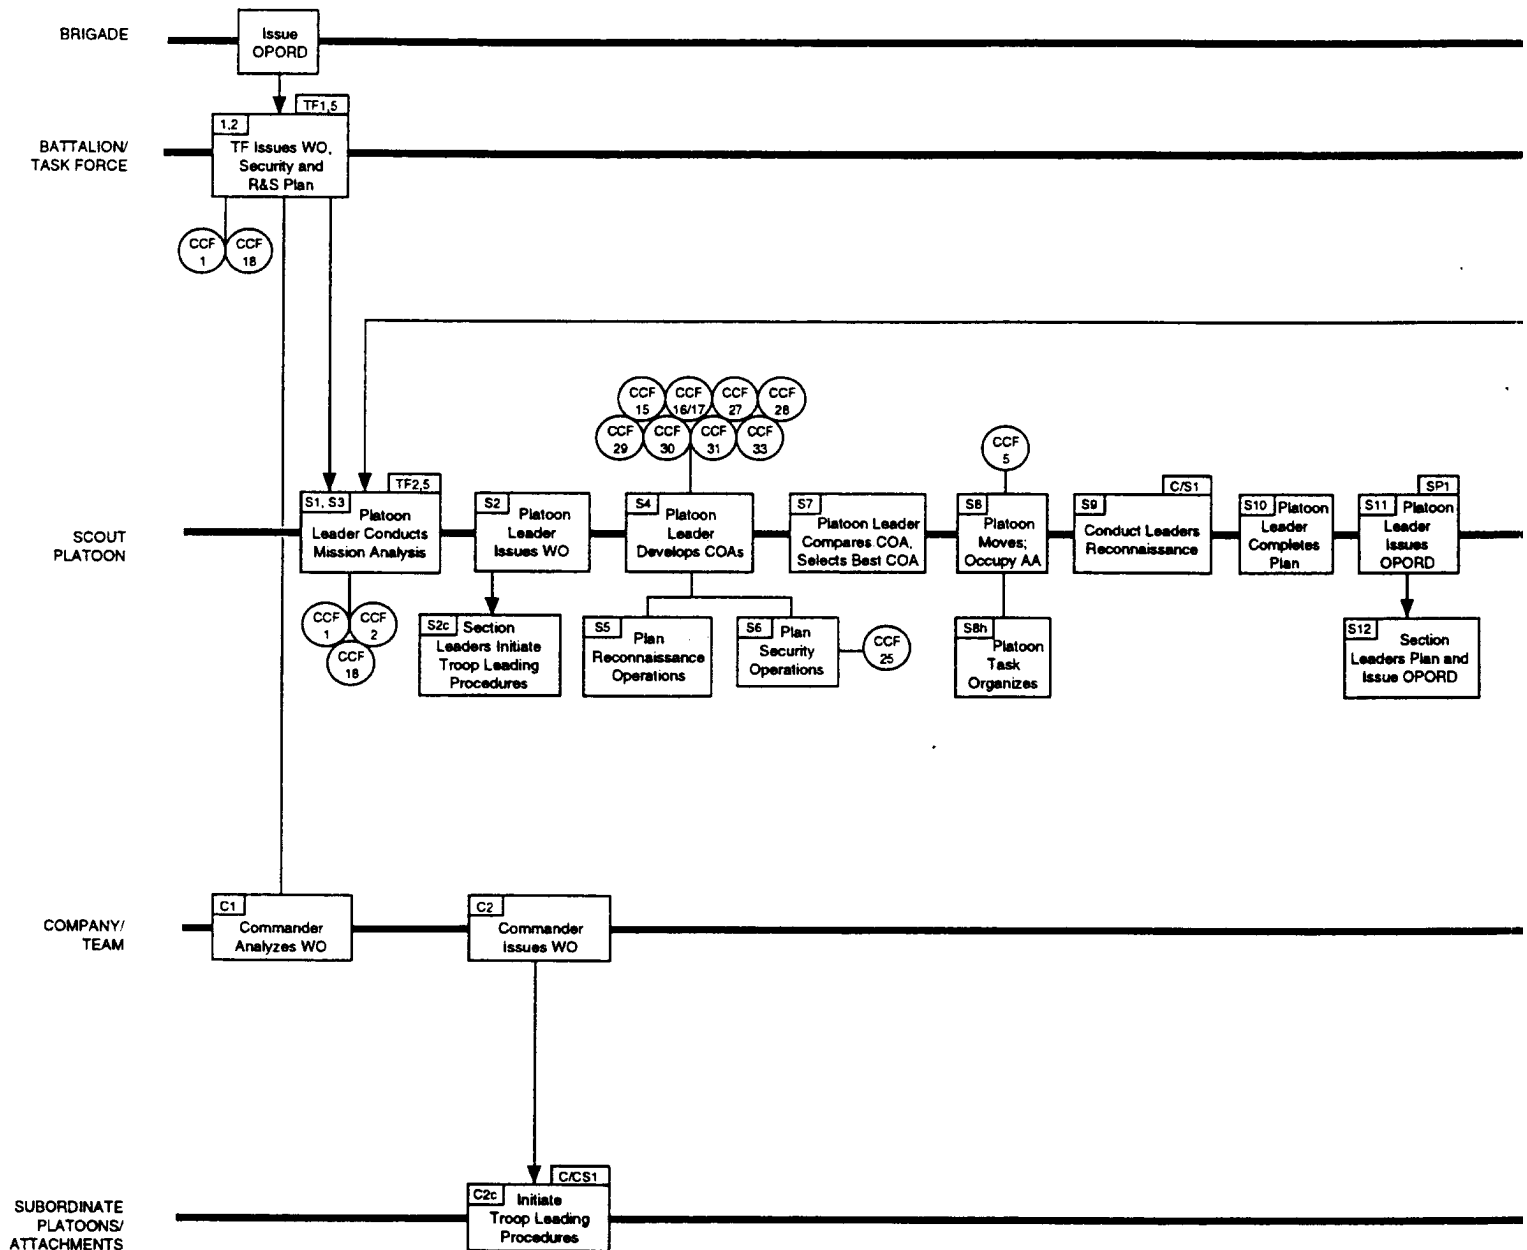 BRIGADE
Issue
OPORD
TF1,5
1,2
BATTALION/
TASK FORCE
TF Issues WO,
Security and
R&S Plan
CCF
1
CCF
18
CCF
15
CCF
16/17
CCF
27
CCF
28
CCF
29
CCF
30
CCF
31
CCF
33
CCF
5
SCOUT
PLATOON
TF2,5
S1, S3
Platoon
Leader Conducts
Mission Analysis
S2
Platoon
Leader
Issues WO
S4
Platoon
Leader
Develops COAs
S7
Platoon Leader
Compares COA,
Selects Best COA
S8
Platoon
Moves;
Occupy AA
C/S1
S9
Conduct Leaders
Reconnaissance
S10
Platoon
Leader
Completes
Plan
SP1
S11
Platoon
Leader
Issues
OPORD
CCF
1
CCF
2
CCF
18
S2c
Section
Leaders Initiate
Troop Leading
Procedures
S5
Plan
Reconnaissance
Operations
S6
Plan
Security
Operations
CCF
25
S8h
Platoon
Task
Organizes
S12
Section
Leaders Plan and
Issue OPORD
COMPANY/
TEAM
C1
Commander
Analyzes WO
C2
Commander
Issues WO
SUBORDINATE
PLATOONS/
ATTACHMENTS
C/CS1
C2c
Initiate
Troop Leading
Procedures